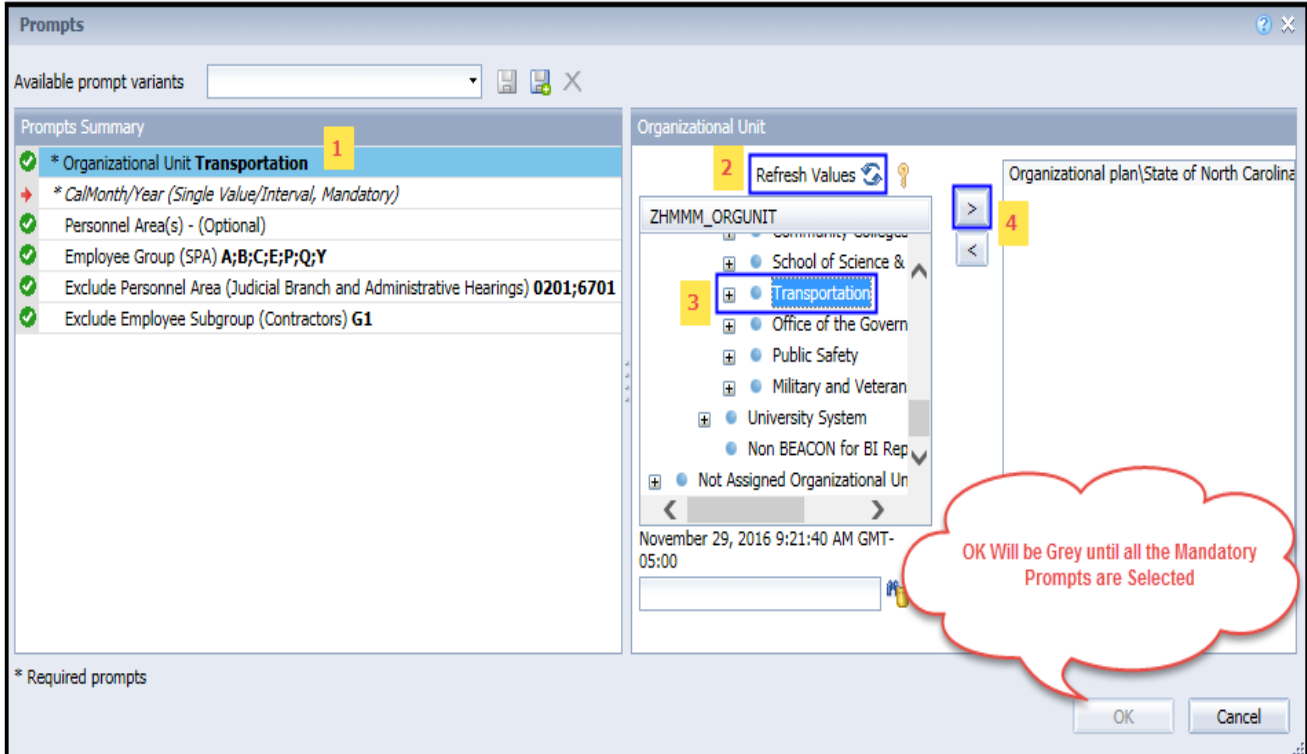 Prompts
Available prompt variants
Prompts Summary
1
* Organizational Unit Transportation
* CalMonth/Year (Single Value/Interval, Mandatory)
Personnel Area(s) - (Optional)
Employee Group (SPA) A;B;C;E;P;Q;Y
Exclude Personnel Area (Judicial Branch and Administrative Hearings) 0201;6701
Exclude Employee Subgroup (Contractors) G1
Organizational Unit
2
Refresh Values
ZHMMM_ORGUNIT
School of Science &
3
Transportation
Office of the Govern
Public Safety
Military and Veteran
University System
Non BEACON for BI Rep
Not Assigned Organizational Un
November 29, 2016 9:21:40 AM GMT-
05:00
>
4
<
Organizational plan\State of North Carolina
OK Will be Grey until all the Mandatory
Prompts are Selected
* Required prompts
OK
Cancel